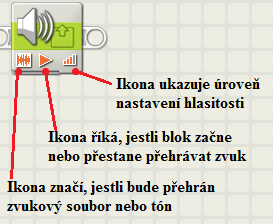 Ikona ukazuje úroveň
nastavení hlasitosti
Ikona říká, jestli blok začne
nebo přestane přehrávat zvuk
Ikona značí, jestli bude přehrán
zvukový soubor nebo tón